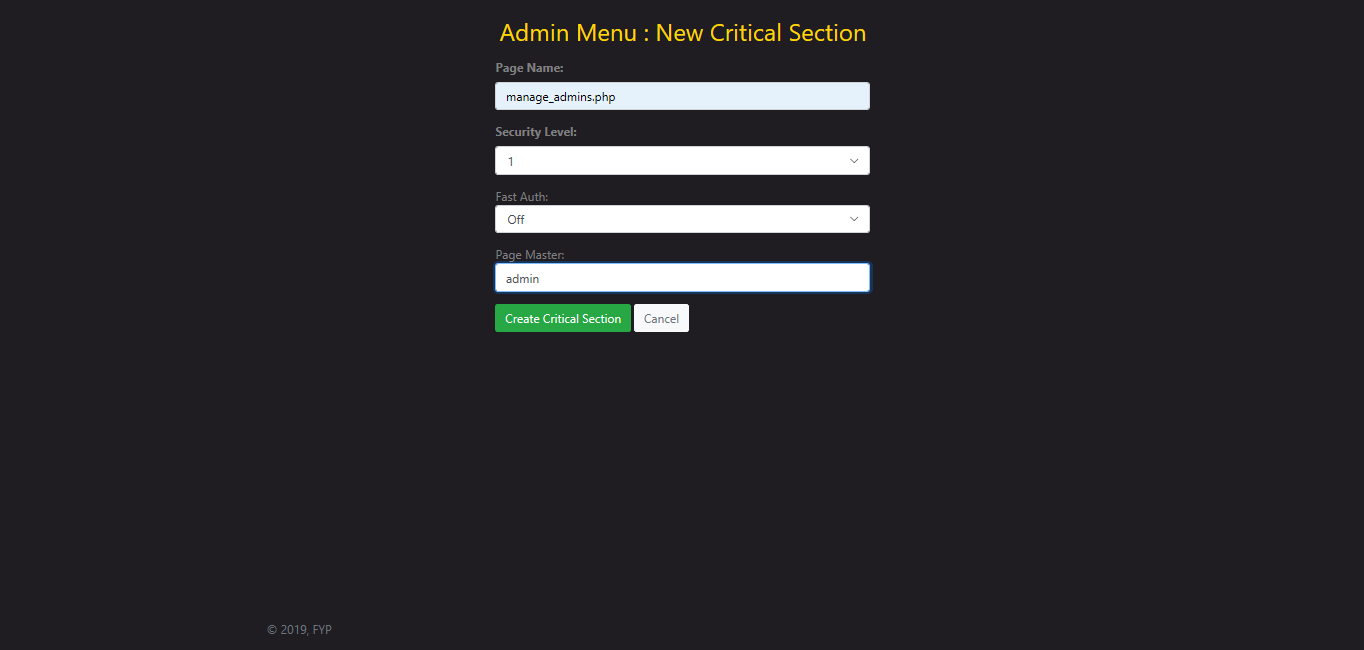 Admin Menu : New Critical Section
Page Name:
manage_admins.php
Security Level:
1
Fast Auth:
Off
Page Master:
admin
Create Critical Section Cancel
© 2019, FYP